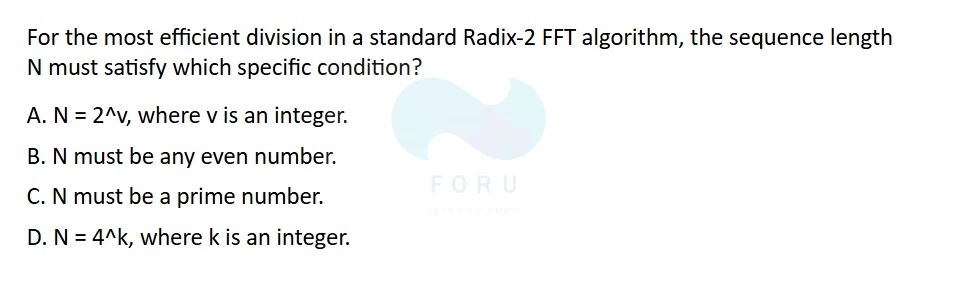 For the most efficient division in a standard Radix-2 FFT algorithm, the sequence length
N must satisfy which specific condition?
A. N = 2^v, where v is an integer.
B. N must be any even number.
C. N must be a prime number.
D. N = 4^k, where k is an integer.
FORU